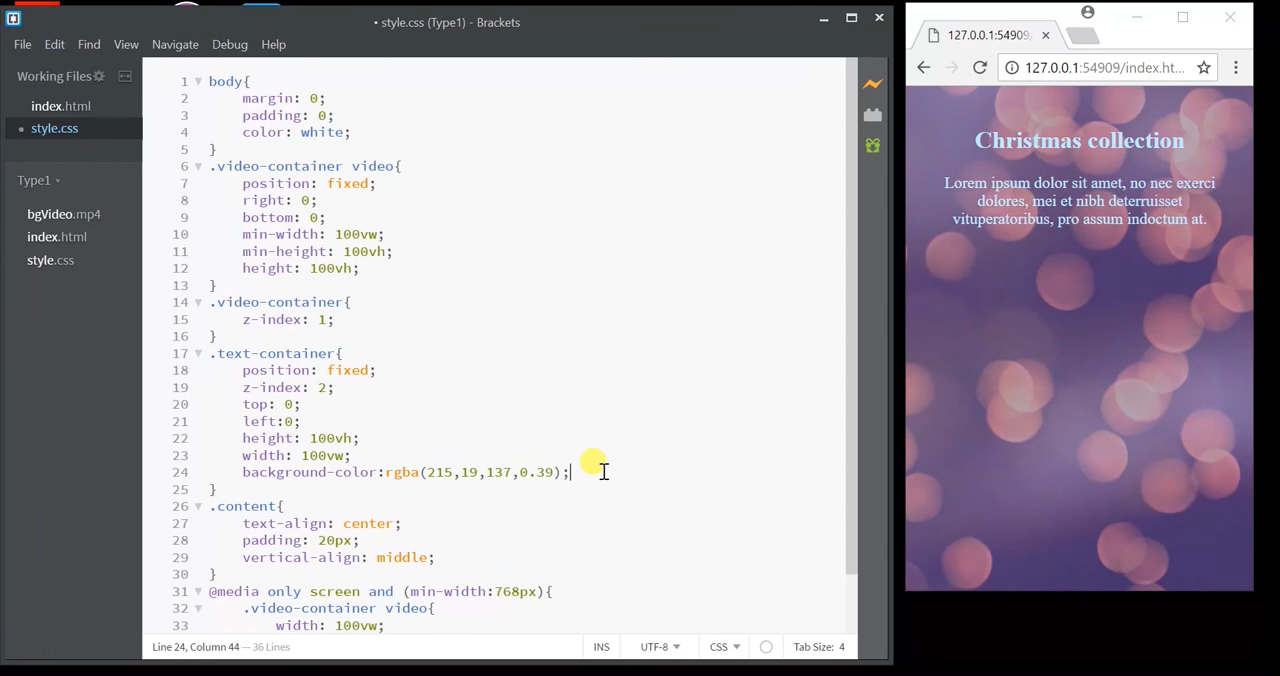 • style.css (Type1) - Brackets
File Edit Find View Navigate Debug Help
Working Files
index.html
• style.css
Type1
bgVideo.mp4
index.html
style.css
1 body{
2 margin: 0;
3 padding: 0;
4 color: white;
5 }
6 .video-container video{
7 position: fixed;
8 right: 0;
9 bottom: 0;
10 min-width: 100vw;
11 min-height: 100vh;
12 height: 100vh;
13 }
14 .video-container{
15 z-index: 1;
16 }
17 .text-container{
18 position: fixed;
19 z-index: 2;
20 top: 0;
21 left:0;
22 height: 100vh;
23 width: 100vw;
24 background-color:rgba(215,19,137,0.39);
25 }
26 .content{
27 text-align: center;
28 padding: 20px;
29 vertical-align: middle;
30 }
31 @media only screen and (min-width:768px){
32 .video-container video{
33 width: 100vw;
Line 24, Column 44 — 36 Lines INS UTF-8 CSS Tab Size: 4
127.0.0.1:54909
127.0.0.1:54909/index.ht...
Christmas collection
Lorem ipsum dolor sit amet, no nec exerci
dolores, mei et nibh deterruisset
vituperatoribus, pro assum indoctum at.